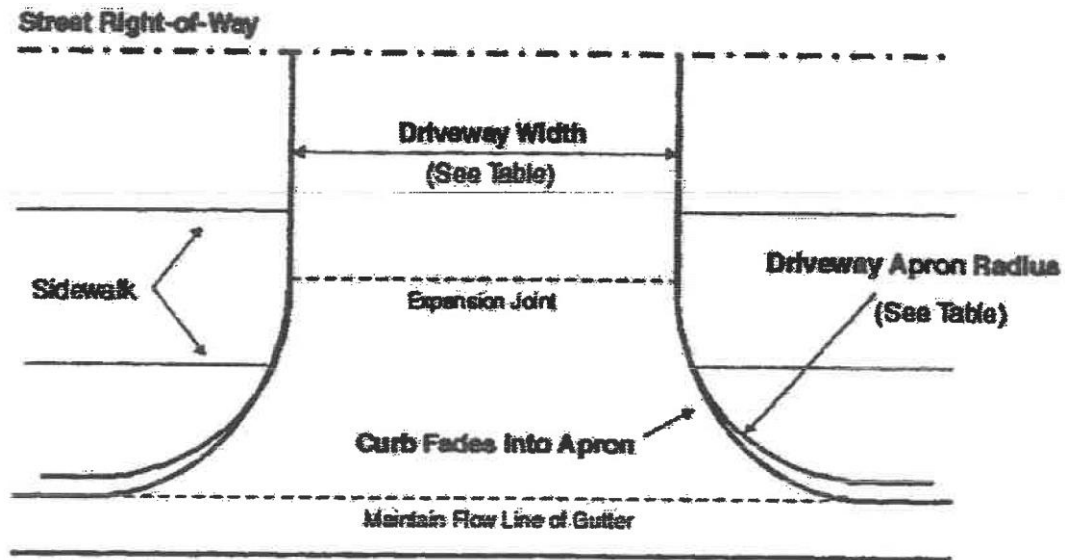 Street Right-of-Way
Driveway Width
(See Table)
Sidewalk
Expansion Joint
Driveway Apron Radius
(See Table)
Curb Fades Into Apron
Maintain Flow Line of Gutter